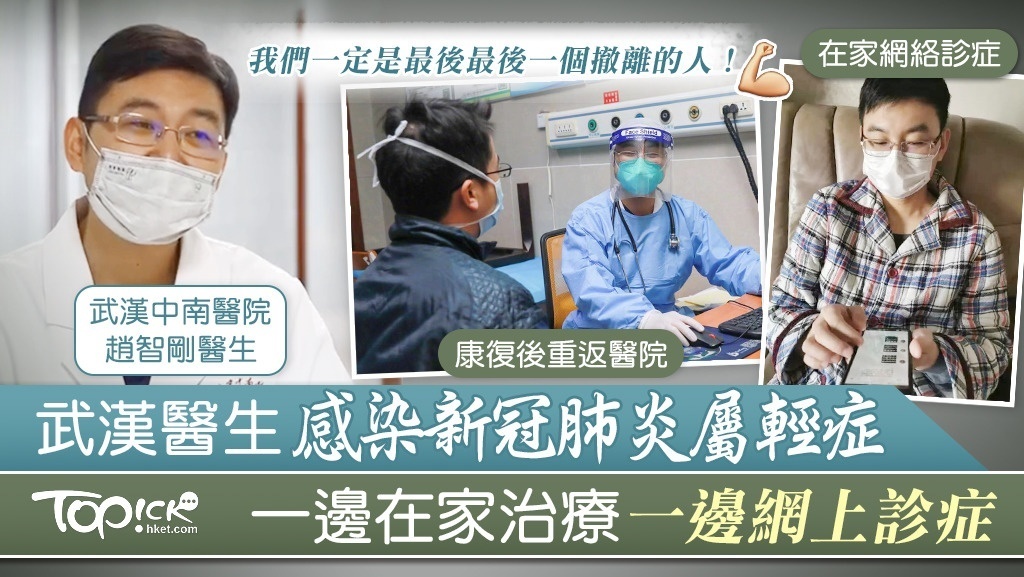 我們一定是最後最後一個撤離的人！
在家網絡診症
Face Shield
武漢中南醫院
趙智剛醫生
康復後重返醫院
武漢醫生感染新冠肺炎屬輕症
TOPick
hket.com
一邊在家治療一邊網上診症